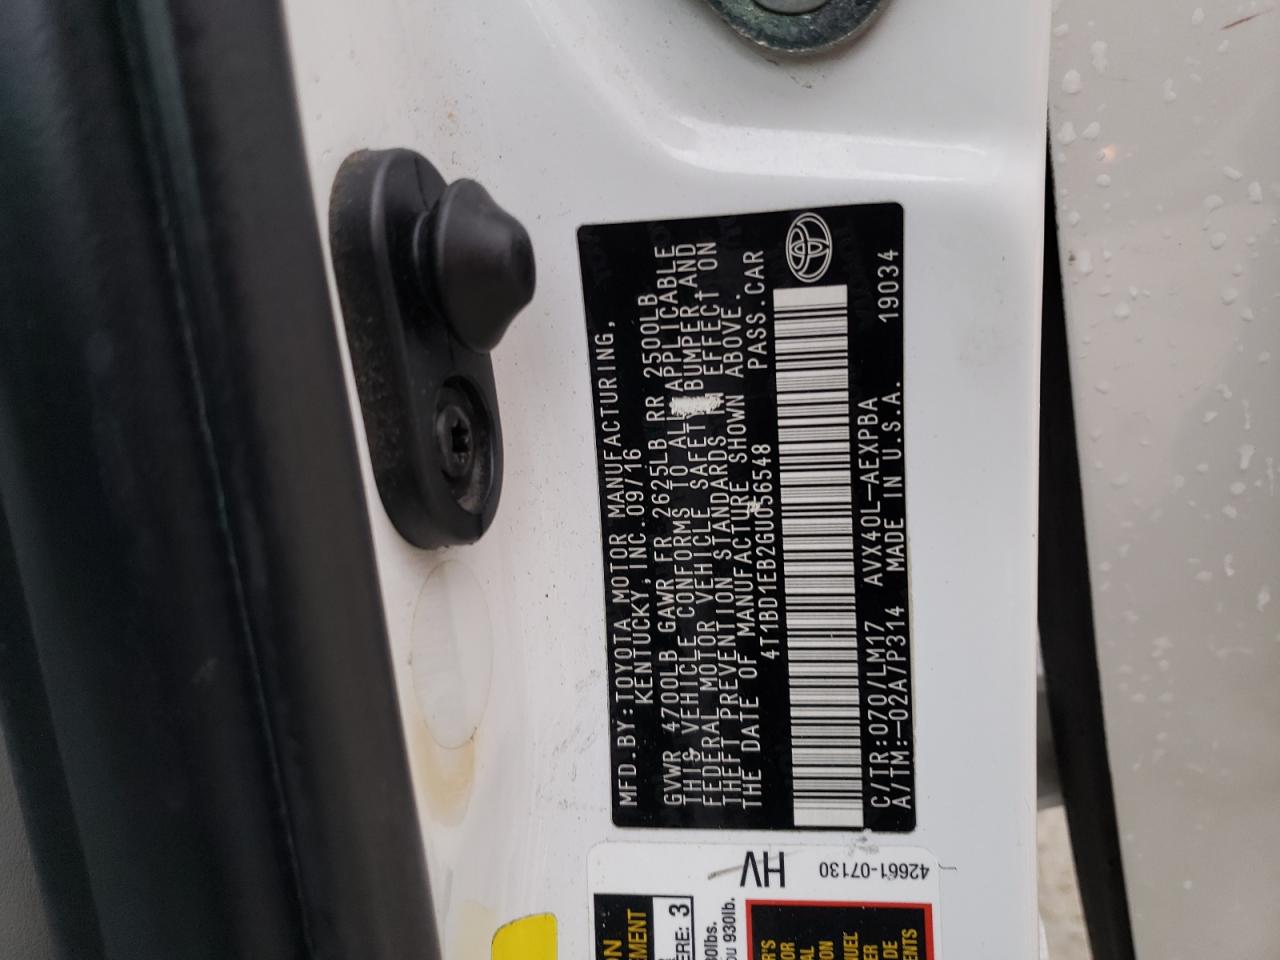 MFD.BY:TOYOTA MOTOR MANUFACTURING,
KENTUCKY, INC. 09/16
GVWR 4700LB GAWR FR 2625LB RR 2500LB
THIS VEHICLE CONFORMS TO ALL APPLICABLE
FEDERAL MOTOR VEHICLE SAFETY BUMPER, AND
THEFT PREVENTION STANDARDS IN EFFECT ON
THE DATE OF MANUFACTURE SHOWN ABOVE.
4T1BD1EB2GU056548 PASS.CAR
C/TR:070/LM17 AVX40L-AEXPBA
A/TM:-02A/P314 MADE IN U.S.A. 19034
HV
42661-07130
ERE: 3
930lb.